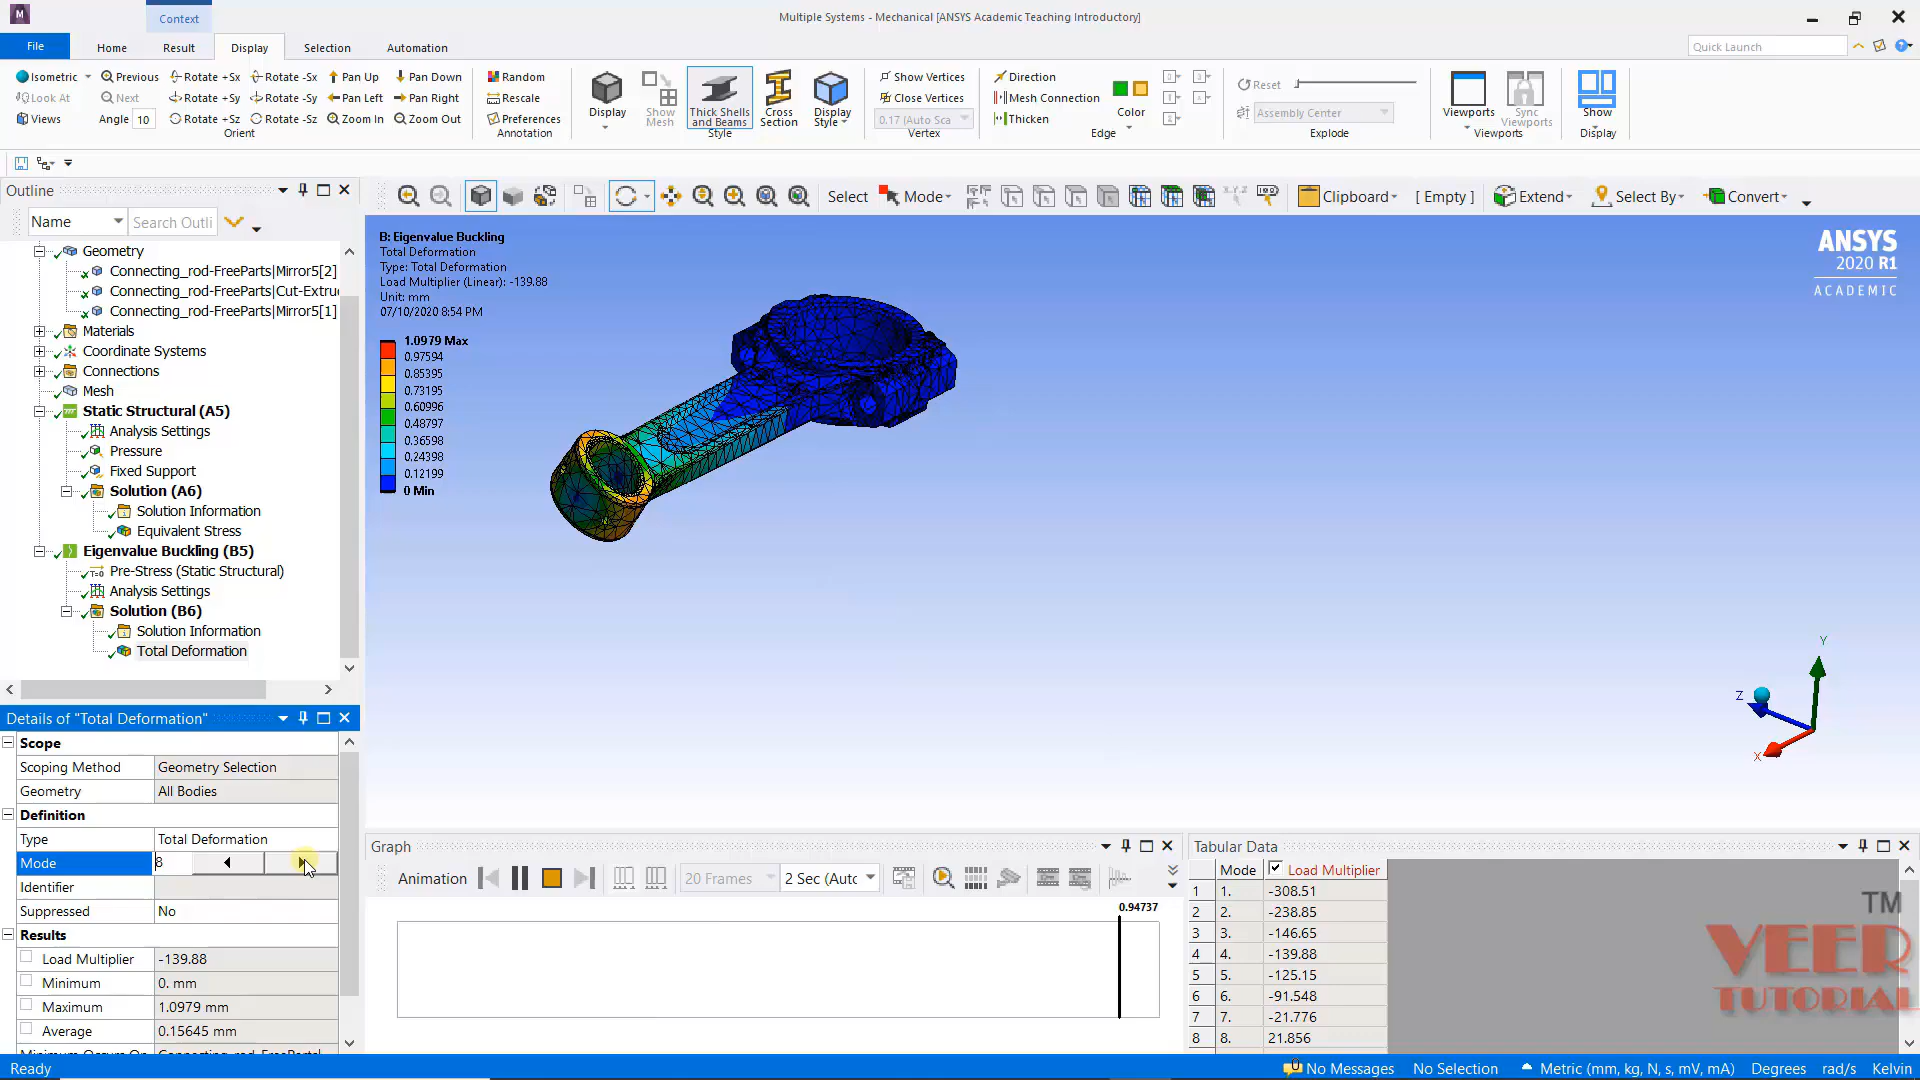 Context
Multiple Systems - Mechanical [ANSYS Academic Teaching Introductory]
File Home Result Display Selection Automation
Quick Launch
Isometric Previous Rotate +Sx Rotate -Sx Pan Up Pan Down Random
Look At Next Rotate +Sy Rotate -Sy Pan Left Pan Right Rescale
Views Angle 10 Rotate +Sz Rotate -Sz Zoom In Zoom Out Preferences
Orient Annotation
Display Show Mesh Thick Shells and Beams Cross Section Display Style
Style
Show Vertices
Close Vertices
0.17 (Auto Sca
Vertex
Direction
Mesh Connection
Thicken
Color
Edge
Reset
Assembly Center
Explode
Viewports Sync Viewports
Viewports
Show
Display
Outline
Name Search Outli
Select Mode Clipboard [ Empty ] Extend Select By Convert
Geometry
Connecting_rod-FreeParts|Mirror5[2]
Connecting_rod-FreeParts|Cut-Extru
Connecting_rod-FreeParts|Mirror5[1]
Materials
Coordinate Systems
Connections
Mesh
Static Structural (A5)
Analysis Settings
Pressure
Fixed Support
Solution (A6)
Solution Information
Equivalent Stress
Eigenvalue Buckling (B5)
Pre-Stress (Static Structural)
Analysis Settings
Solution (B6)
Solution Information
Total Deformation
B: Eigenvalue Buckling
Total Deformation
Type: Total Deformation
Load Multiplier (Linear): -139.88
Unit: mm
07/10/2020 8:54 PM
1.0979 Max
0.97594
0.85395
0.73195
0.60996
0.48797
0.36598
0.24398
0.12199
0 Min
ANSYS
2020 R1
ACADEMIC
Y
Z
X
Details of "Total Deformation"
Scope
Scoping Method Geometry Selection
Geometry All Bodies
Definition
Type Total Deformation
Mode 8
Identifier
Suppressed No
Results
Load Multiplier -139.88
Minimum 0. mm
Maximum 1.0979 mm
Average 0.15645 mm
Graph
Animation 20 Frames 2 Sec (Auto
0.94737
Tabular Data
Mode Load Multiplier
1 1. -308.51
2 2. -238.85
3 3. -146.65
4 4. -139.88
5 5. -125.15
6 6. -91.548
7 7. -21.776
8 8. 21.856
TM
VEER
TUTORIAL
Ready
No Messages No Selection Metric (mm, kg, N, s, mV, mA) Degrees rad/s Kelvin